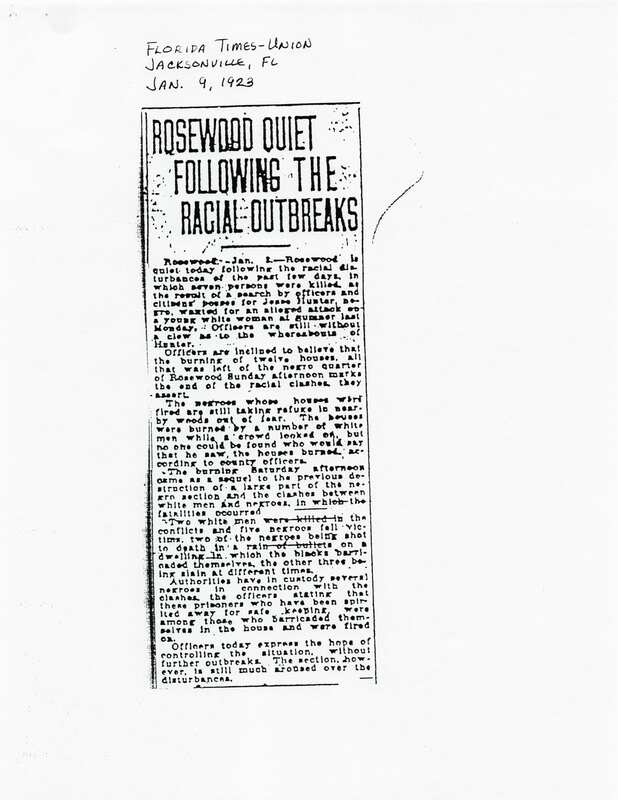 FLORIDA TIMES-UNION
JACKSONVILLE, FL
JAN. 9, 1923
ROSEWOOD QUIET
FOLLOWING THE
RACIAL OUTBREAKS
Rosewood, Jan. —Rosewood is
quiet today following the racial dis-
turbances of the past few days, in
which seven persons were killed as
the result of a search by officers and
citizens' posses for Jesse Hunter, ne-
gro, wanted for an alleged attack on
a young white woman at Sumner last
Monday. Officers are still without
a clew as to the whereabouts of
Hunter.
Officers are inclined to believe that
the burning of twelve houses, all
that was left of the negro quarter
of Rosewood Sunday afternoon marks
the end of the racial clashes, they
assert.
The negroes whose houses were
fired are still taking refuge in near-
by woods out of fear. The houses
were burned by a number of white
men while a crowd looked on, but
no one could be found who would say
that he saw the houses burned, ac-
cording to county officers.
The burning Saturday afternoon
came as a sequel to the previous de-
struction of a large part of the ne-
gro section and the clashes between
white men and negroes, in which the
fatalities occurred
Two white men were killed in the
conflicts and five negroes fell vic-
tims, two of the negroes being shot
to death in a rain of bullets on a
dwelling in which the blacks barri-
caded themselves, the other three be-
ing slain at different times.
Authorities have in custody several
negroes in connection with the
clashes, the officers stating that
these prisoners who have been spir-
ited away for safe keeping, were
among those who barricaded them-
selves in the house and were fired
on.
Officers today express the hope of
controlling the situation, without
further outbreaks. The section, how-
ever, is still much aroused over the
disturbances.